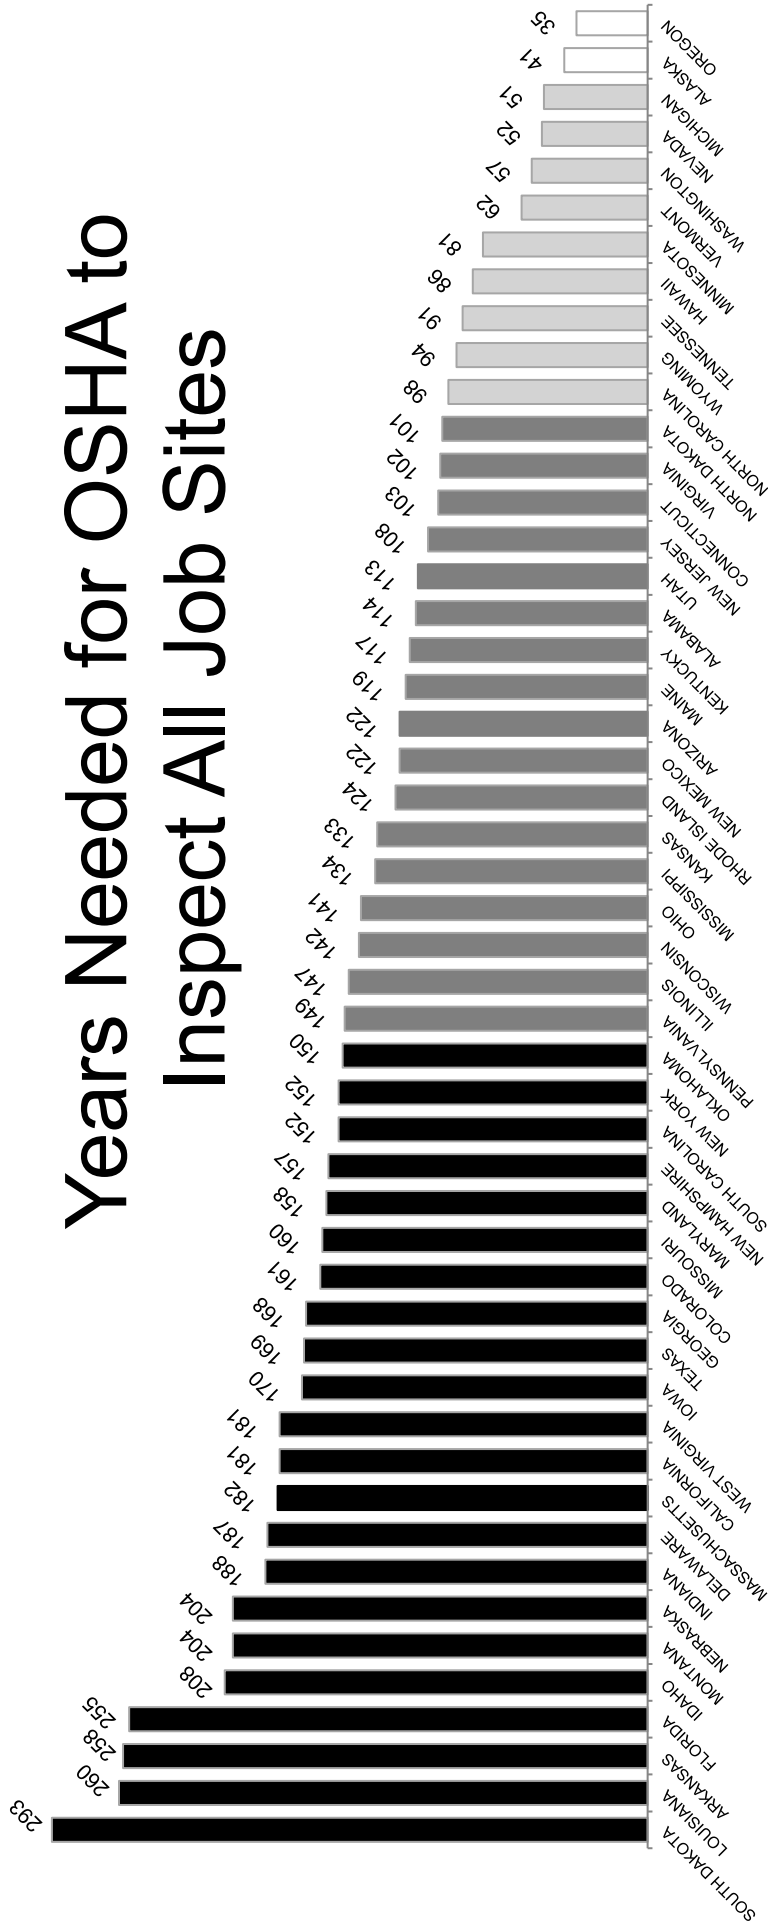 Years Needed for OSHA to
Inspect All Job Sites
293
260
258
255
208
204
204
188
187
182
181
181
170
169
168
161
160
158
157
152
152
150
149
147
142
141
134
133
124
122
122
119
117
114
113
108
103
102
101
98
94
91
86
81
62
57
52
51
41
35
SOUTH DAKOTA
LOUISIANA
ARKANSAS
FLORIDA
IDAHO
MONTANA
NEBRASKA
INDIANA
DELAWARE
MASSACHUSETTS
CALIFORNIA
WEST VIRGINIA
IOWA
TEXAS
GEORGIA
COLORADO
MISSOURI
MARYLAND
NEW HAMPSHIRE
SOUTH CAROLINA
NEW YORK
OKLAHOMA
PENNSYLVANIA
ILLINOIS
WISCONSIN
OHIO
MISSISSIPPI
KANSAS
RHODE ISLAND
NEW MEXICO
ARIZONA
MAINE
KENTUCKY
ALABAMA
UTAH
NEW JERSEY
CONNECTICUT
VIRGINIA
NORTH DAKOTA
NORTH CAROLINA
WYOMING
TENNESSEE
HAWAII
MINNESOTA
VERMONT
WASHINGTON
NEVADA
MICHIGAN
ALASKA
OREGON